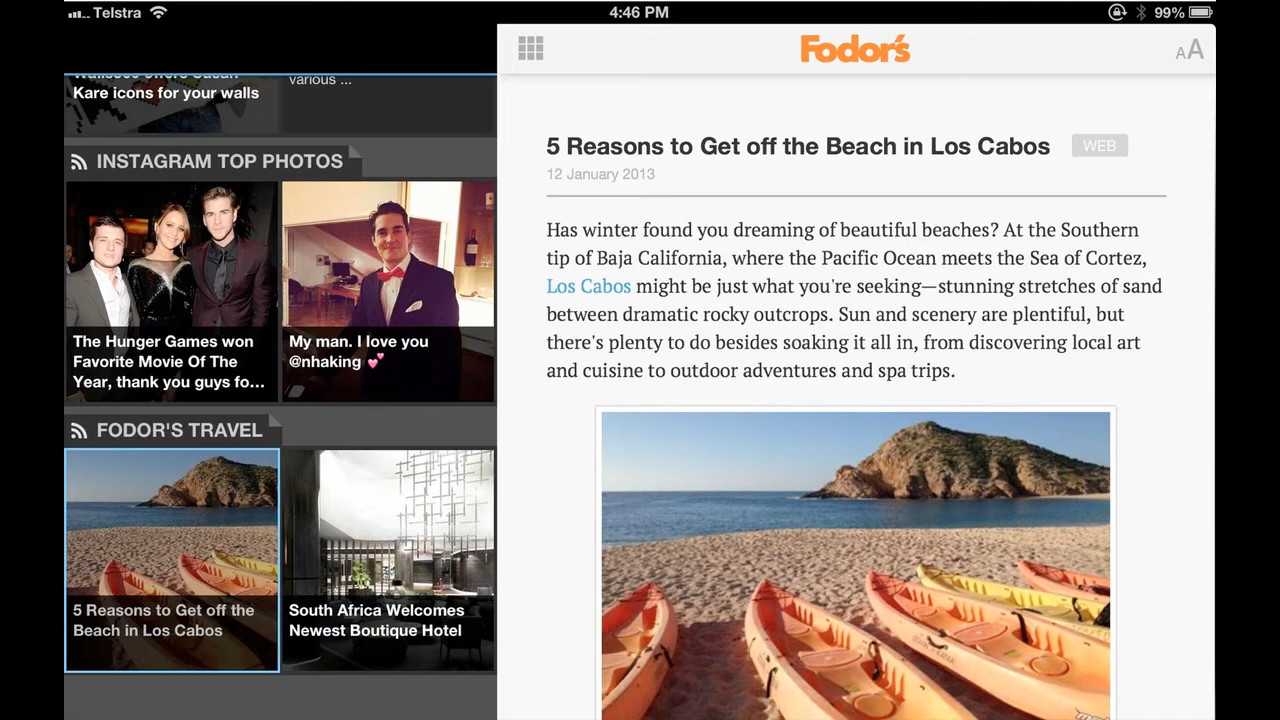 Telstra
4:46 PM
99%
Kare icons for your walls
various ...
INSTAGRAM TOP PHOTOS
The Hunger Games won
Favorite Movie Of The
Year, thank you guys fo...
My man. I love you
@nhaking 💕
FODOR'S TRAVEL
5 Reasons to Get off the
Beach in Los Cabos
South Africa Welcomes
Newest Boutique Hotel
Fodor's
AA
5 Reasons to Get off the Beach in Los Cabos
WEB
12 January 2013
Has winter found you dreaming of beautiful beaches? At the Southern
tip of Baja California, where the Pacific Ocean meets the Sea of Cortez,
Los Cabos might be just what you're seeking—stunning stretches of sand
between dramatic rocky outcrops. Sun and scenery are plentiful, but
there's plenty to do besides soaking it all in, from discovering local art
and cuisine to outdoor adventures and spa trips.